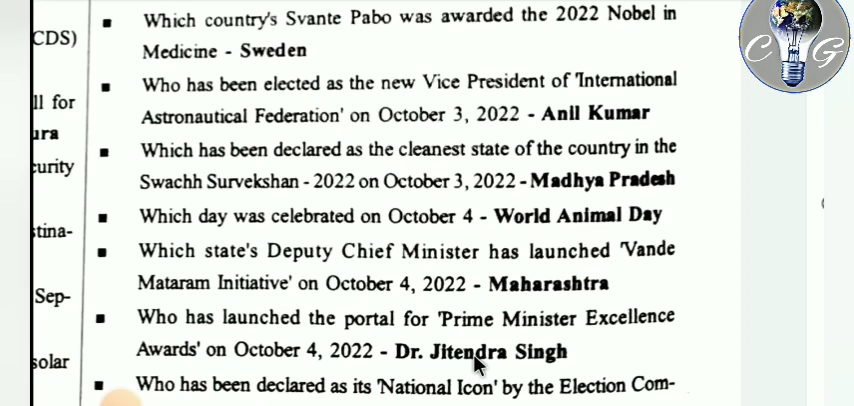 CDS)
ll for
ura
curity
tina-
Sep-
solar
▪ Which country's Svante Pabo was awarded the 2022 Nobel in
Medicine - Sweden
▪ Who has been elected as the new Vice President of 'International
Astronautical Federation' on October 3, 2022 - Anil Kumar
▪ Which has been declared as the cleanest state of the country in the
Swachh Survekshan - 2022 on October 3, 2022 - Madhya Pradesh
▪ Which day was celebrated on October 4 - World Animal Day
▪ Which state's Deputy Chief Minister has launched 'Vande
Mataram Initiative' on October 4, 2022 - Maharashtra
▪ Who has launched the portal for 'Prime Minister Excellence
Awards' on October 4, 2022 - Dr. Jitendra Singh
▪ Who has been declared as its 'National Icon' by the Election Com-
C G